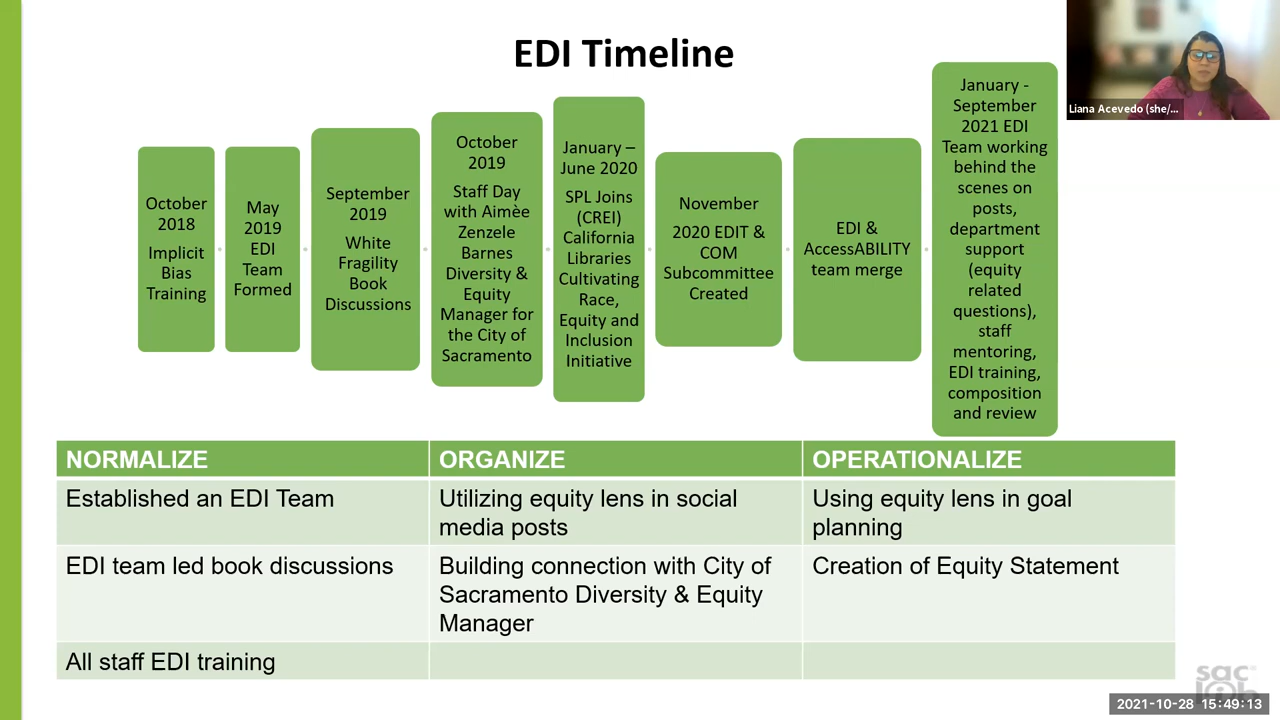 EDI Timeline
October
2018
Implicit
Bias
Training
May
2019
EDI
Team
Formed
September
2019
White
Fragility
Book
Discussions
October
2019
Staff Day
with Aimèe
Zenzele
Barnes
Diversity &
Equity
Manager for
the City of
Sacramento
January –
June 2020
SPL Joins
(CREI)
California
Libraries
Cultivating
Race,
Equity and
Inclusion
Initiative
November
2020 EDIT &
COM
Subcommittee
Created
EDI &
AccessABILITY
team merge
January -
September
2021 EDI
Team working
behind the
scenes on
posts,
department
support
(equity
related
questions),
staff
mentoring,
EDI training,
composition
and review
Liana Acevedo (she/...
NORMALIZE
ORGANIZE
OPERATIONALIZE
Established an EDI Team
Utilizing equity lens in social
media posts
Using equity lens in goal
planning
EDI team led book discussions
Building connection with City of
Sacramento Diversity & Equity
Manager
Creation of Equity Statement
All staff EDI training
sac
2021-10-28 15:49:13